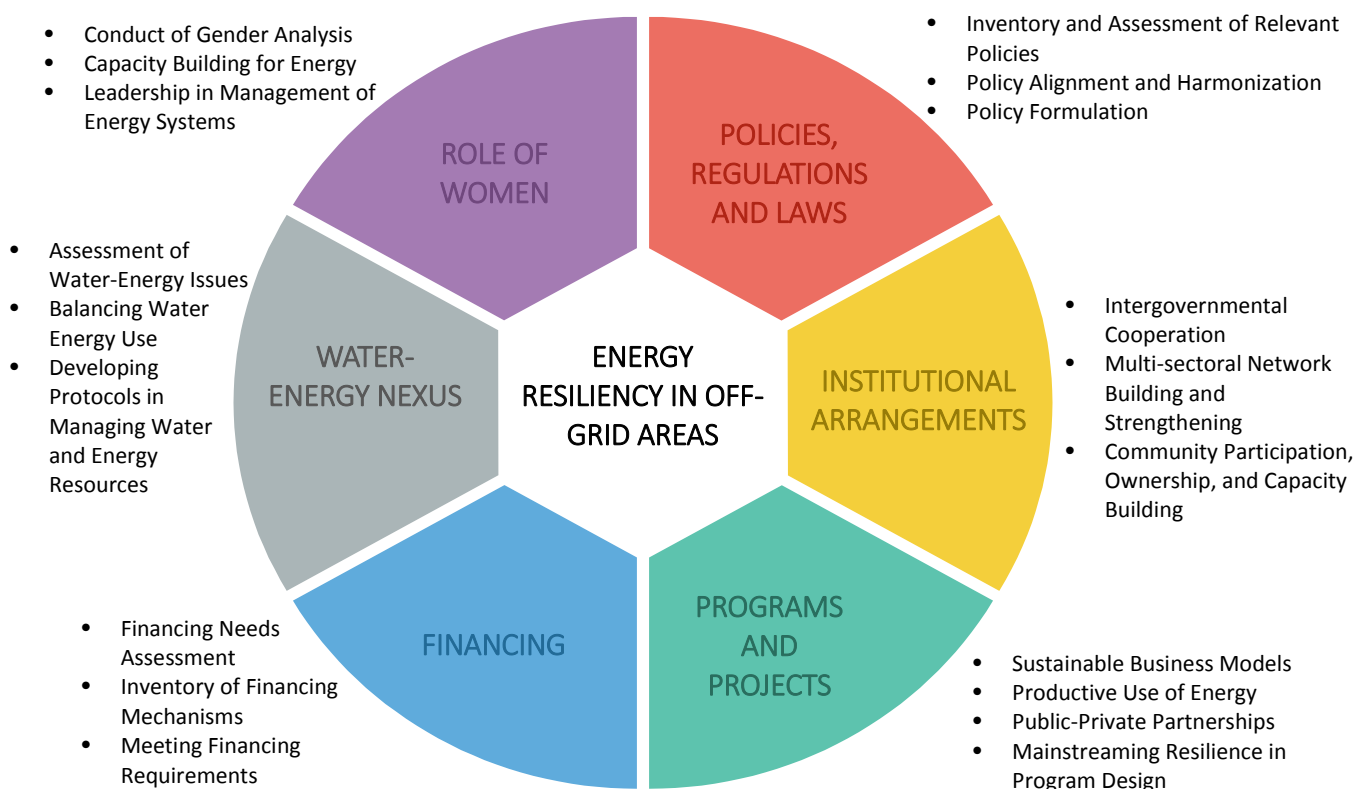 • Conduct of Gender Analysis
• Capacity Building for Energy
• Leadership in Management of
Energy Systems
• Inventory and Assessment of Relevant
Policies
• Policy Alignment and Harmonization
• Policy Formulation
ROLE OF
WOMEN
POLICIES,
REGULATIONS
AND LAWS
• Assessment of
Water-Energy Issues
• Balancing Water
Energy Use
• Developing
Protocols in
Managing Water
and Energy
Resources
WATER-
ENERGY NEXUS
ENERGY
RESILIENCY IN OFF-
GRID AREAS
INSTITUTIONAL
ARRANGEMENTS
• Intergovernmental
Cooperation
• Multi-sectoral Network
Building and
Strengthening
• Community Participation,
Ownership, and Capacity
Building
• Financing Needs
Assessment
• Inventory of Financing
Mechanisms
• Meeting Financing
Requirements
FINANCING
PROGRAMS
AND
PROJECTS
• Sustainable Business Models
• Productive Use of Energy
• Public-Private Partnerships
• Mainstreaming Resilience in
Program Design